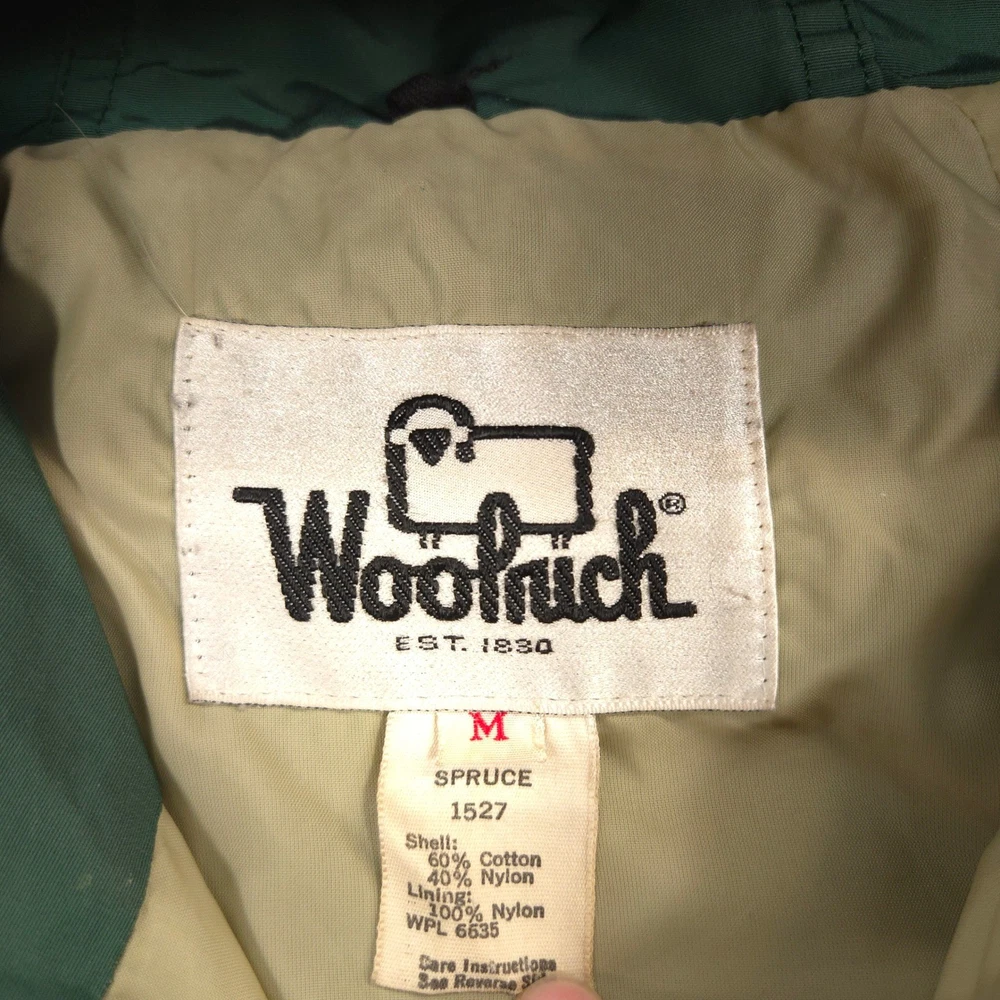 Woolrich®
EST. 1830
M
SPRUCE
1527
Shell:
60% Cotton
40% Nylon
Lining:
100% Nylon
WPL 6635
Care Instructions
See Reverse